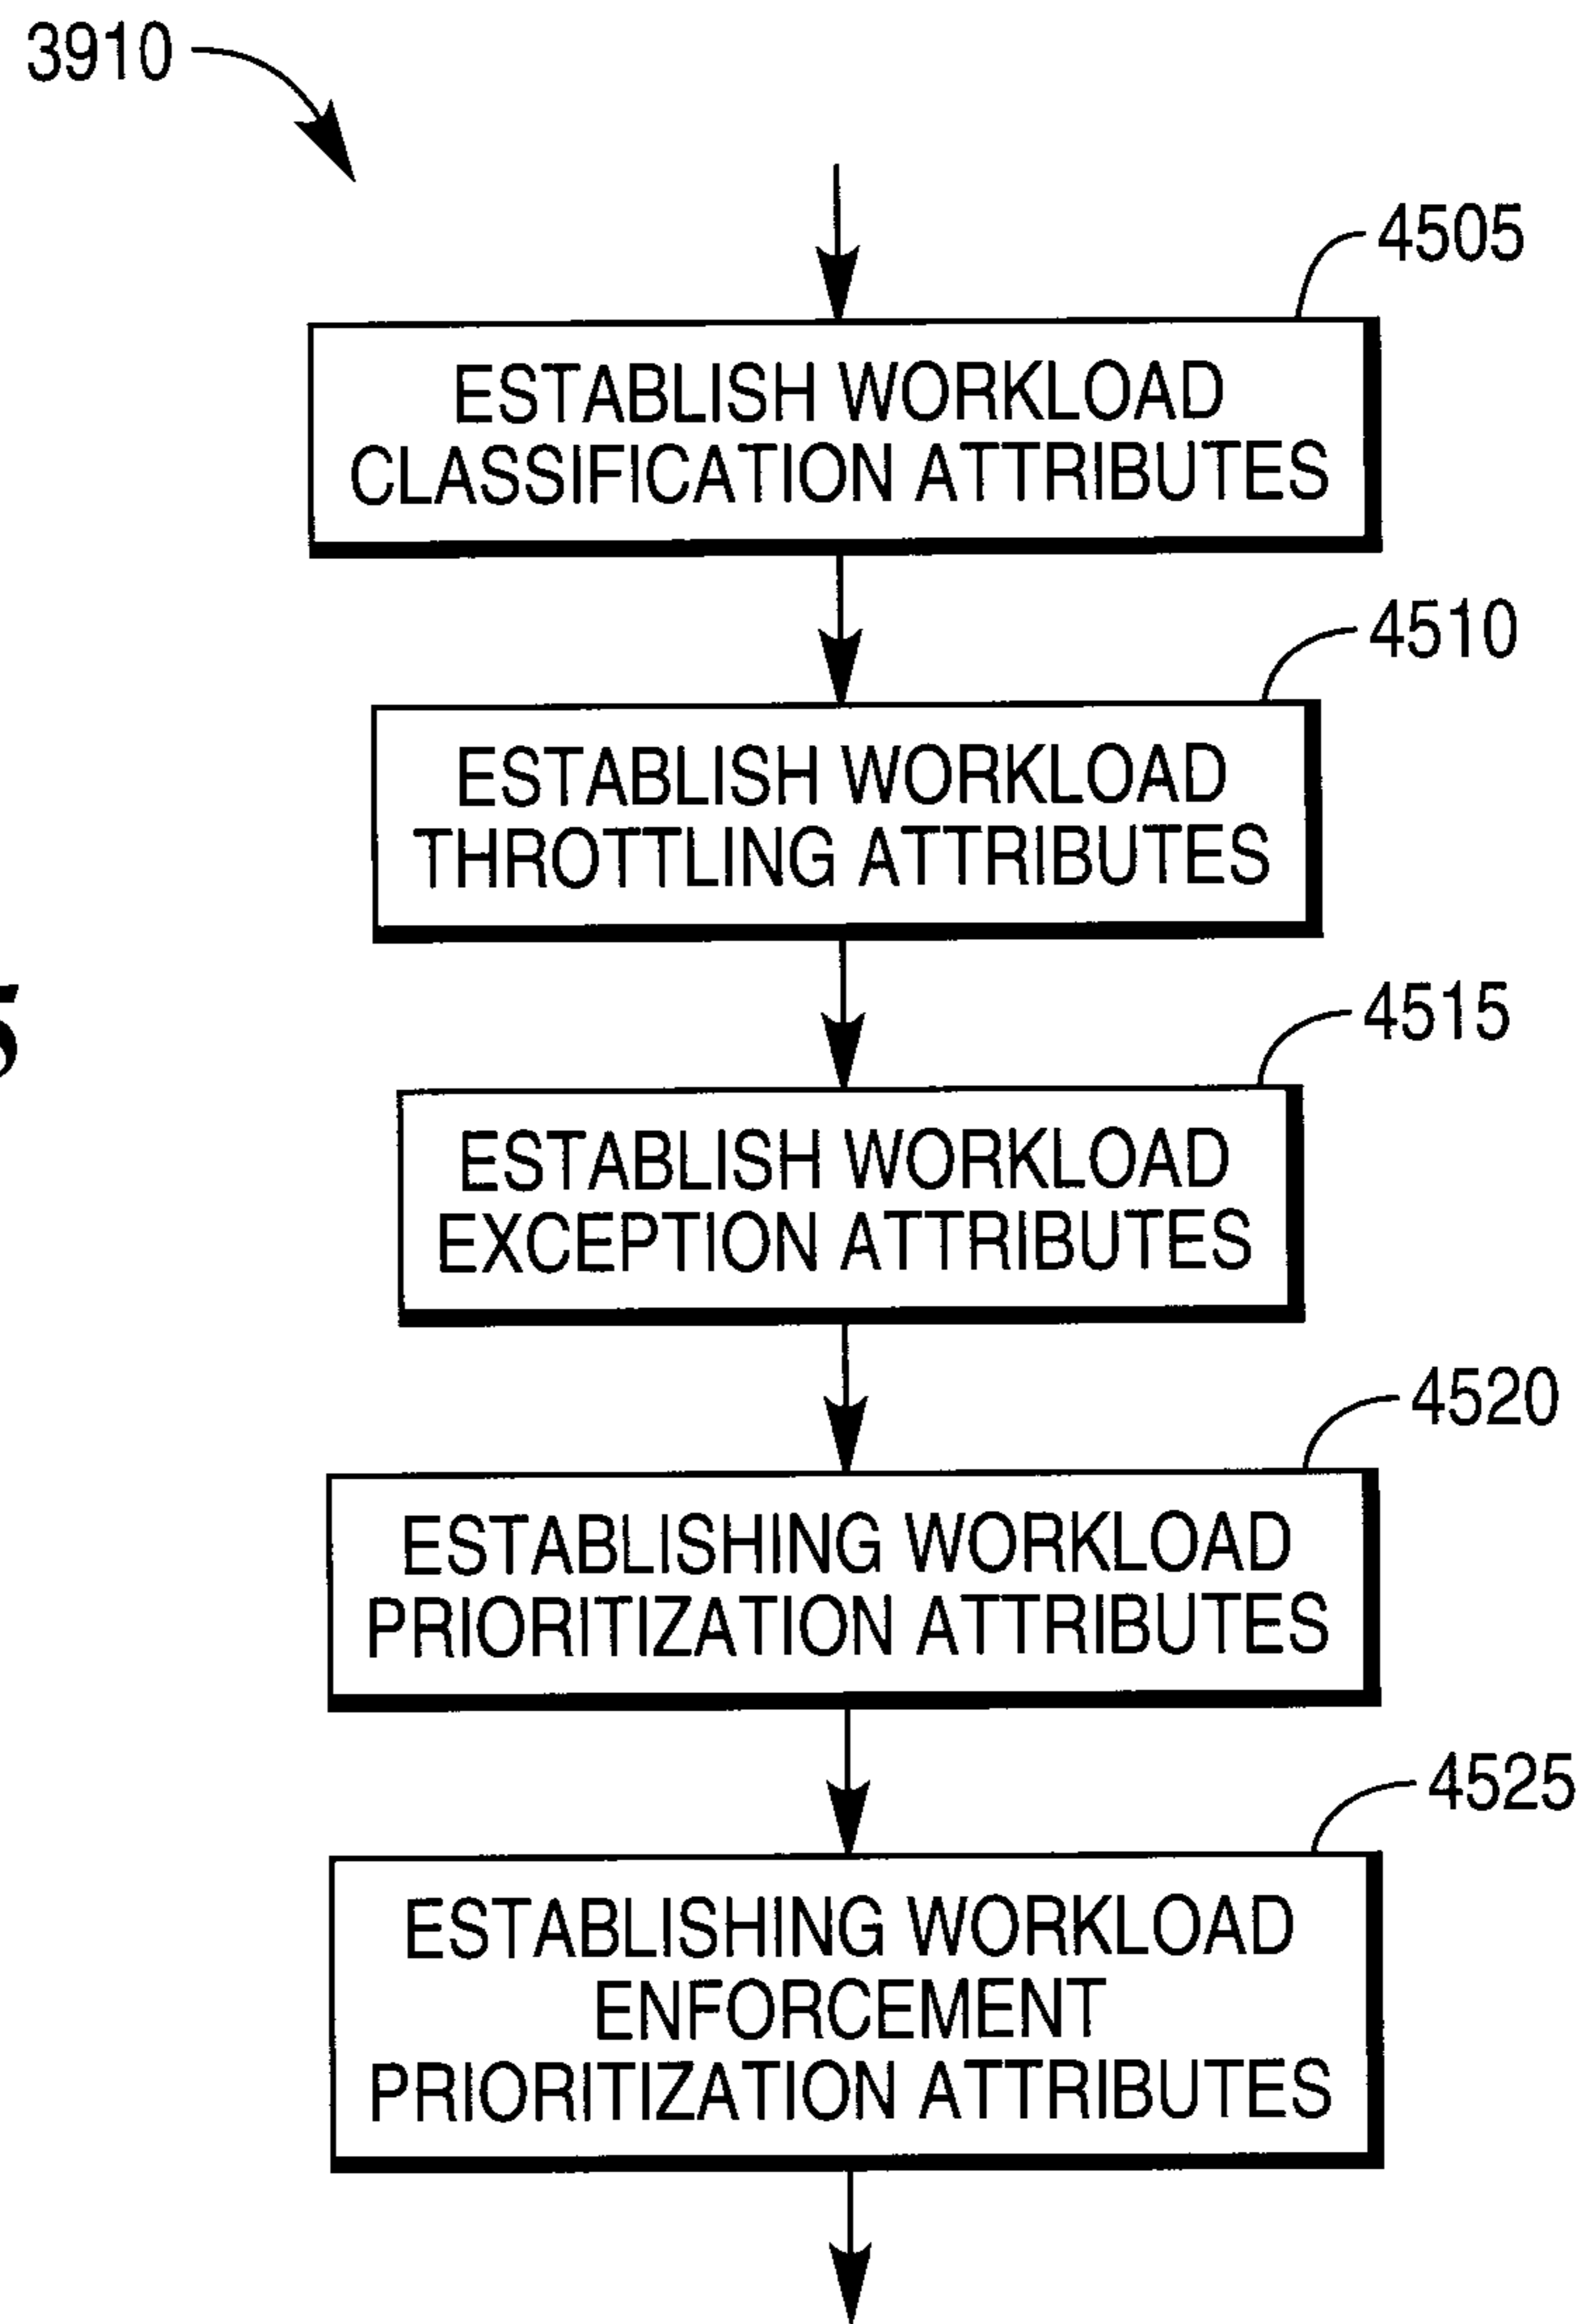 3910
4505
ESTABLISH WORKLOAD
CLASSIFICATION ATTRIBUTES
4510
ESTABLISH WORKLOAD
THROTTLING ATTRIBUTES
4515
ESTABLISH WORKLOAD
EXCEPTION ATTRIBUTES
4520
ESTABLISHING WORKLOAD
PRIORITIZATION ATTRIBUTES
4525
ESTABLISHING WORKLOAD
ENFORCEMENT
PRIORITIZATION ATTRIBUTES